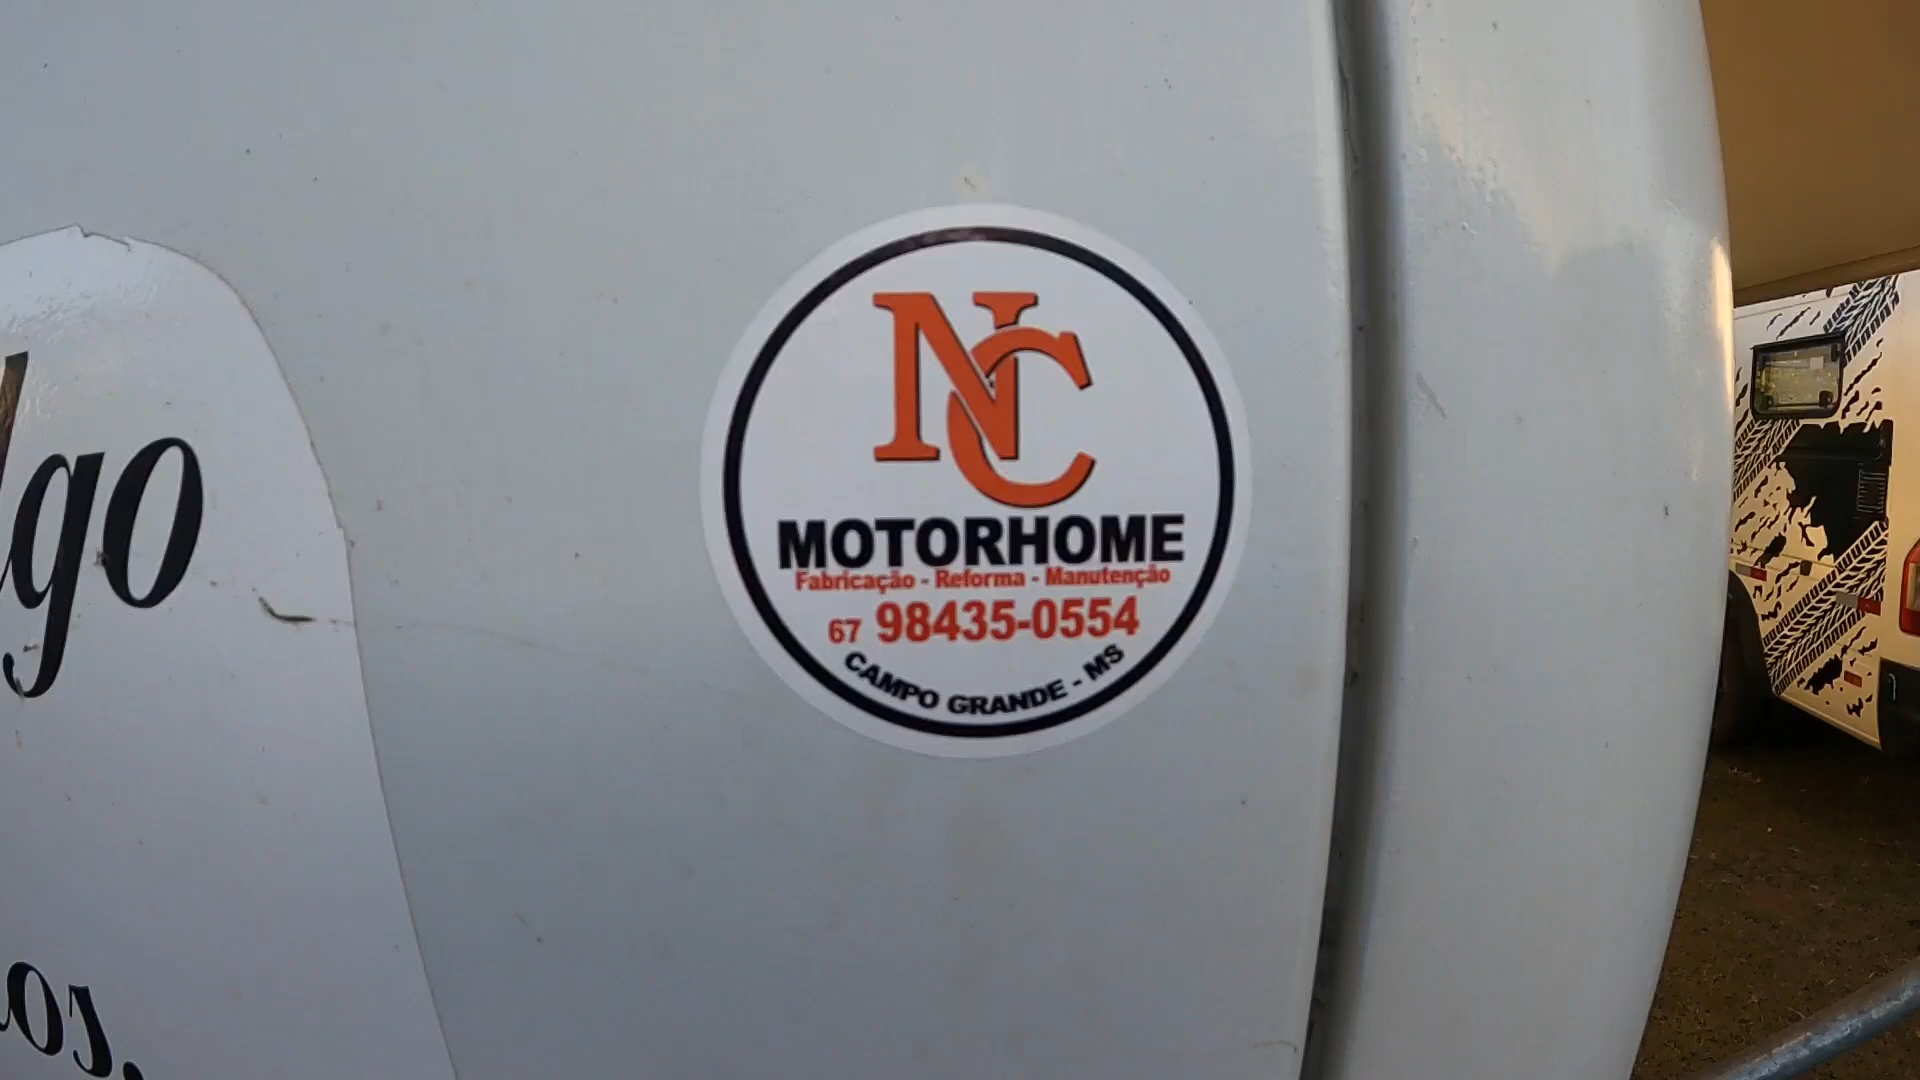 NC
MOTORHOME
Fabricação - Reforma - Manutenção
67 98435-0554
CAMPO GRANDE - MS